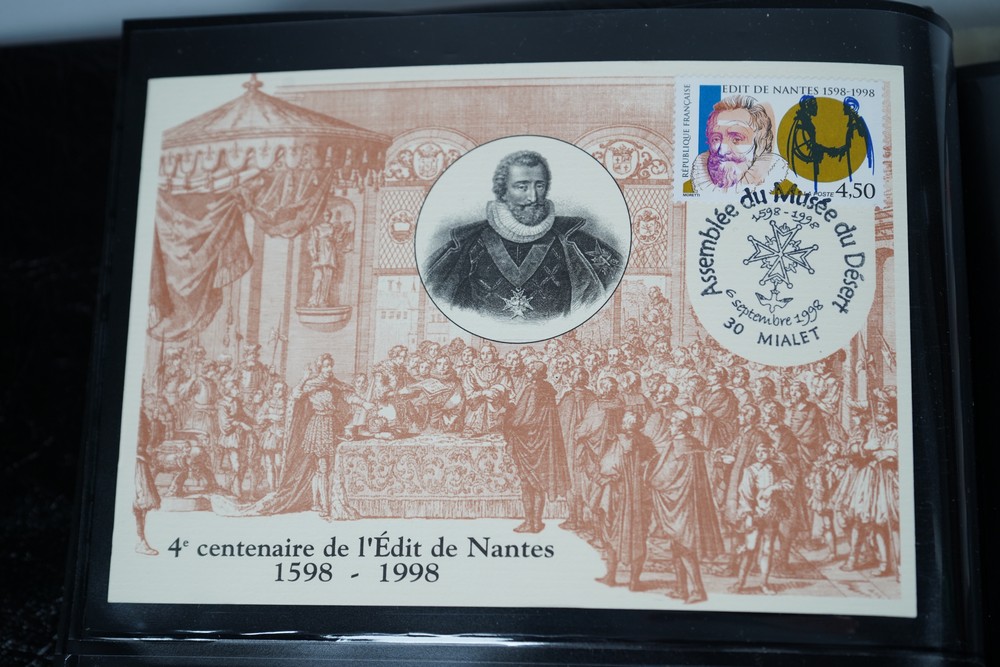 RÉPUBLIQUE FRANÇAISE
EDIT DE NANTES 1598-1998
LA POSTE 4,50
Assemblée du Musée du Désert
1598-1998
6 septembre 1998
30 MIALET
4e centenaire de l'Édit de Nantes
1598 - 1998